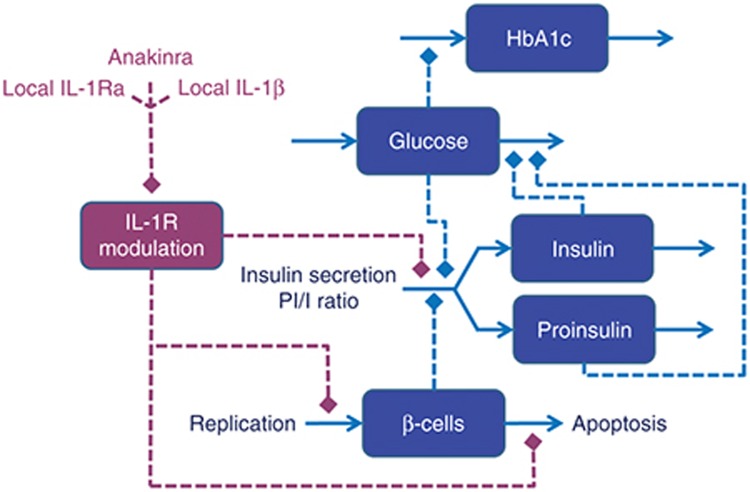 HbA1c
Anakinra
Local IL-1Ra
Local IL-1β
Glucose
IL-1R
modulation
Insulin secretion
PI/I ratio
Insulin
Proinsulin
Replication
β-cells
Apoptosis